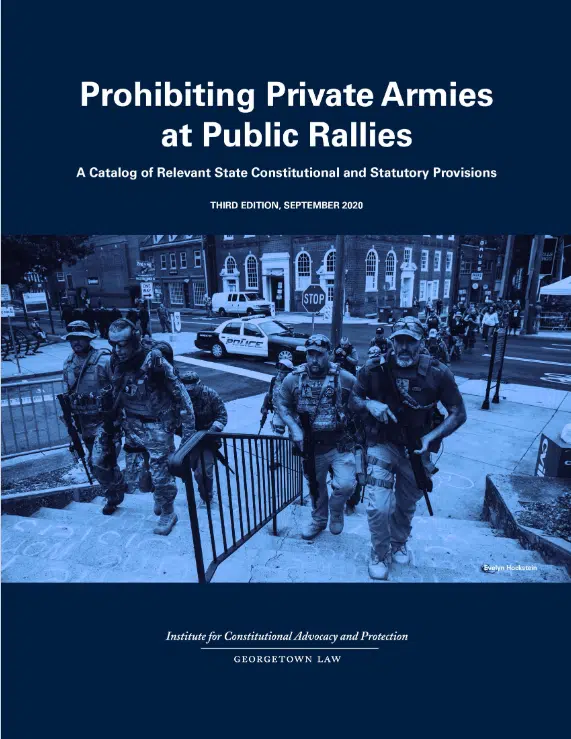 Prohibiting Private Armies
at Public Rallies
A Catalog of Relevant State Constitutional and Statutory Provisions
THIRD EDITION, SEPTEMBER 2020
STOP
POLICE
Evelyn Hockstein
Institute for Constitutional Advocacy and Protection
GEORGETOWN LAW